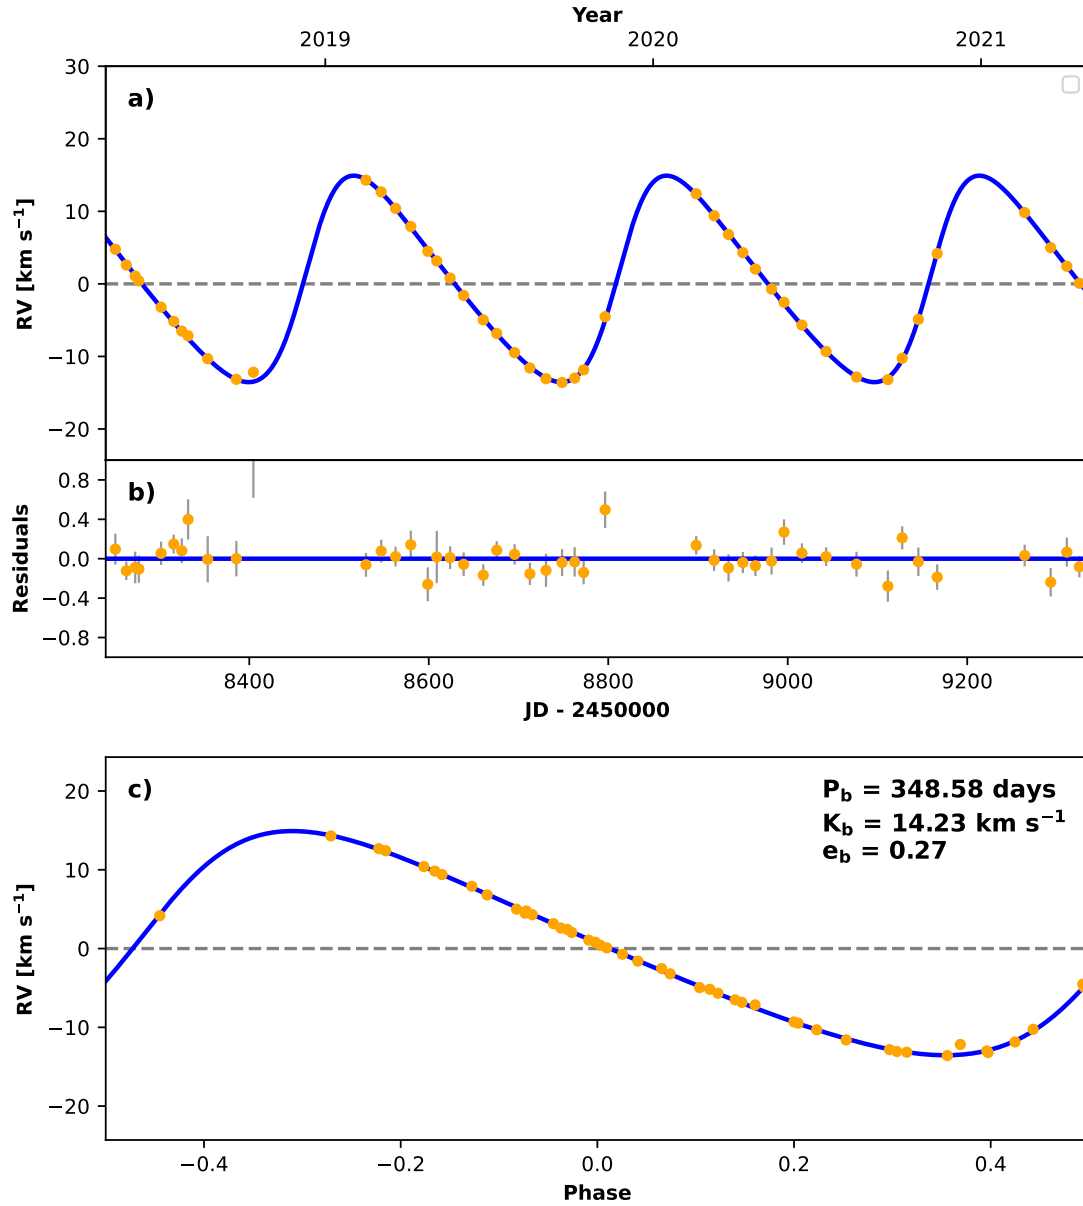 Year
2019 2020 2021
a)
30
20
10
0
−10
−20
RV [km s⁻¹]
b)
0.8
0.4
0.0
−0.4
−0.8
Residuals
8400 8600 8800 9000 9200
JD - 2450000
c)
P_b = 348.58 days
K_b = 14.23 km s⁻¹
e_b = 0.27
20
10
0
−10
−20
RV [km s⁻¹]
−0.4 −0.2 0.0 0.2 0.4
Phase